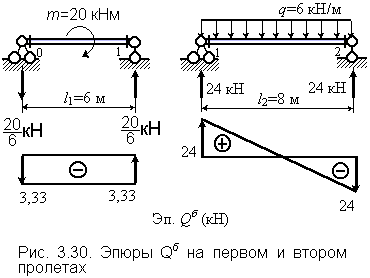 m=20 кНм
q=6 кН/м
0
1
1
2
24 кН
24 кН
l₁=6 м
l₂=8 м
20/6 кН
20/6 кН
24
3,33
3,33
24
Эп. Qᵇ (кН)
Рис. 3.30. Эпюры Qᵇ на первом и втором
пролетах